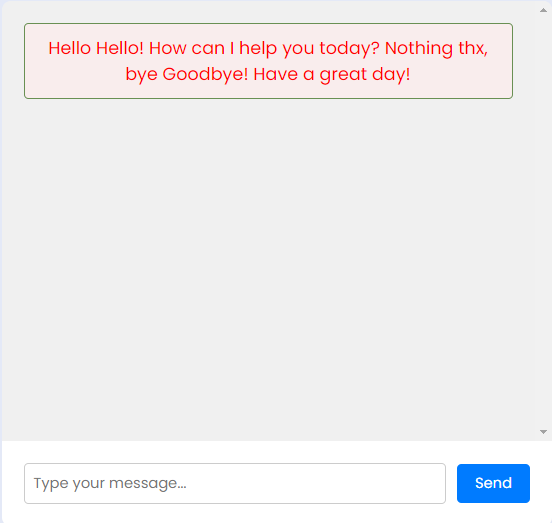 Hello Hello! How can I help you today? Nothing thx,
bye Goodbye! Have a great day!
Type your message...
Send